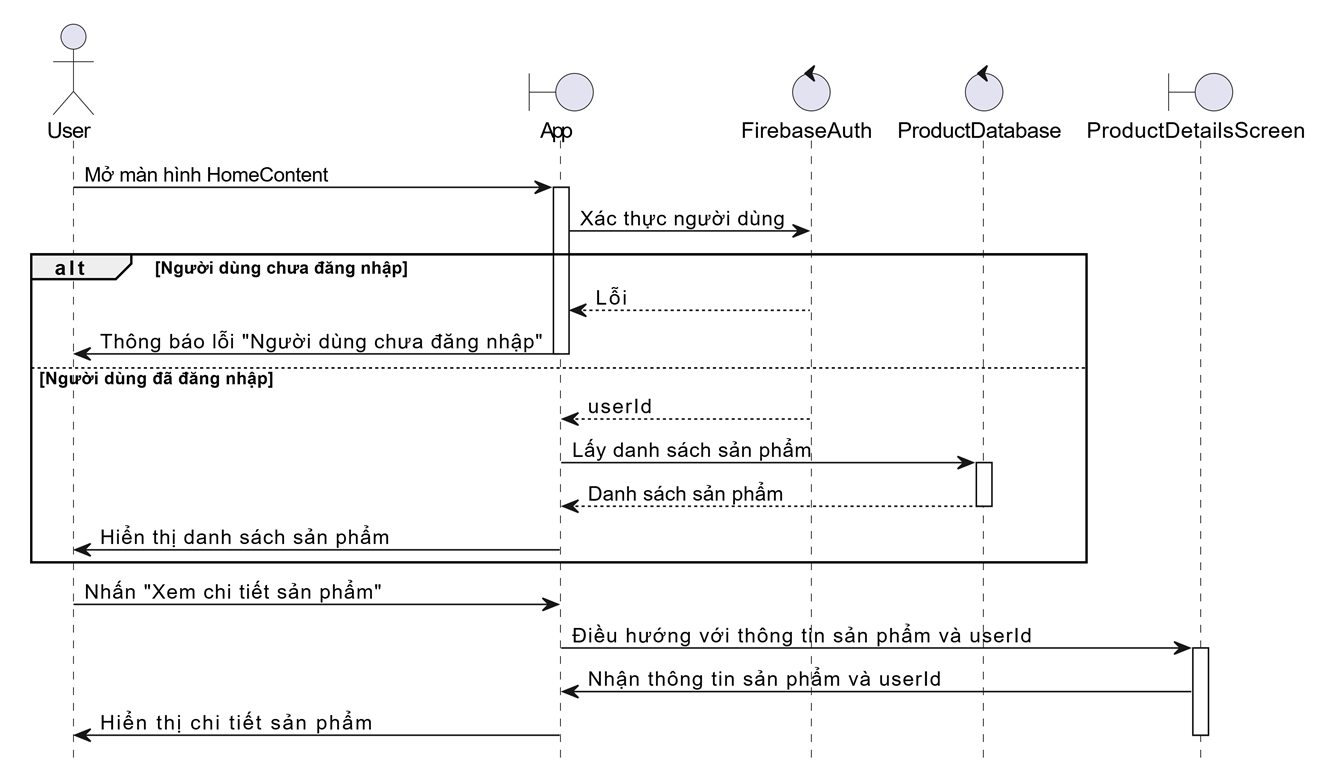 User
App
FirebaseAuth
ProductDatabase
ProductDetailsScreen
Mở màn hình HomeContent
Xác thực người dùng
alt
[Người dùng chưa đăng nhập]
Lỗi
Thông báo lỗi "Người dùng chưa đăng nhập"
[Người dùng đã đăng nhập]
userId
Lấy danh sách sản phẩm
Danh sách sản phẩm
Hiển thị danh sách sản phẩm
Nhấn "Xem chi tiết sản phẩm"
Điều hướng với thông tin sản phẩm và userId
Nhận thông tin sản phẩm và userId
Hiển thị chi tiết sản phẩm